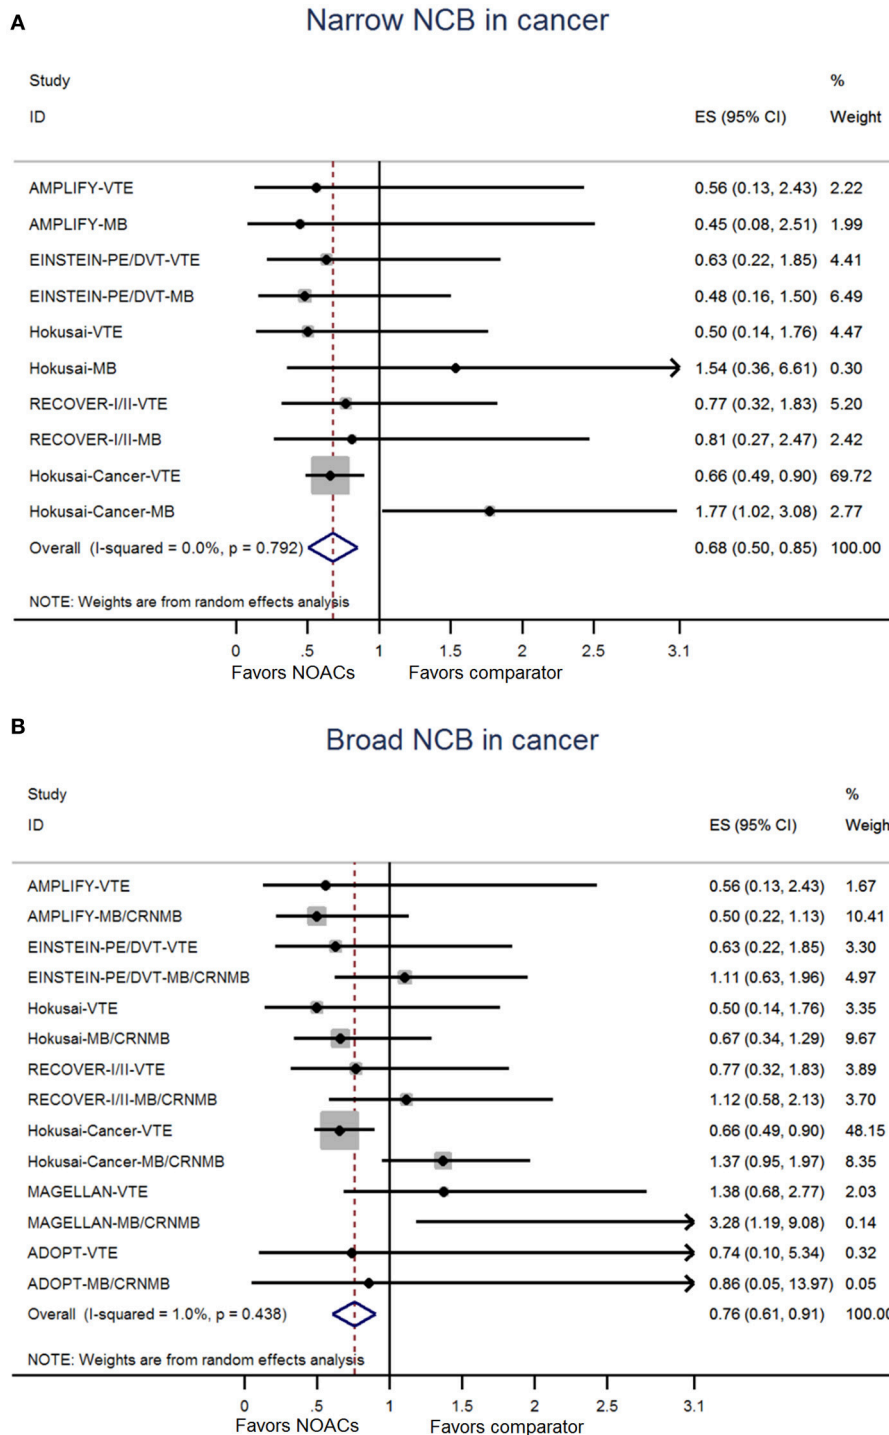 A
Narrow NCB in cancer
Study %
ID ES (95% CI) Weight
AMPLIFY-VTE 0.56 (0.13, 2.43) 2.22
AMPLIFY-MB 0.45 (0.08, 2.51) 1.99
EINSTEIN-PE/DVT-VTE 0.63 (0.22, 1.85) 4.41
EINSTEIN-PE/DVT-MB 0.48 (0.16, 1.50) 6.49
Hokusai-VTE 0.50 (0.14, 1.76) 4.47
Hokusai-MB 1.54 (0.36, 6.61) 0.30
RECOVER-I/II-VTE 0.77 (0.32, 1.83) 5.20
RECOVER-I/II-MB 0.81 (0.27, 2.47) 2.42
Hokusai-Cancer-VTE 0.66 (0.49, 0.90) 69.72
Hokusai-Cancer-MB 1.77 (1.02, 3.08) 2.77
Overall (I-squared = 0.0%, p = 0.792) 0.68 (0.50, 0.85) 100.00
NOTE: Weights are from random effects analysis
0 .5 1 1.5 2 2.5 3.1
Favors NOACs Favors comparator
B
Broad NCB in cancer
Study %
ID ES (95% CI) Weigh
AMPLIFY-VTE 0.56 (0.13, 2.43) 1.67
AMPLIFY-MB/CRNMB 0.50 (0.22, 1.13) 10.41
EINSTEIN-PE/DVT-VTE 0.63 (0.22, 1.85) 3.30
EINSTEIN-PE/DVT-MB/CRNMB 1.11 (0.63, 1.96) 4.97
Hokusai-VTE 0.50 (0.14, 1.76) 3.35
Hokusai-MB/CRNMB 0.67 (0.34, 1.29) 9.67
RECOVER-I/II-VTE 0.77 (0.32, 1.83) 3.89
RECOVER-I/II-MB/CRNMB 1.12 (0.58, 2.13) 3.70
Hokusai-Cancer-VTE 0.66 (0.49, 0.90) 48.15
Hokusai-Cancer-MB/CRNMB 1.37 (0.95, 1.97) 8.35
MAGELLAN-VTE 1.38 (0.68, 2.77) 2.03
MAGELLAN-MB/CRNMB 3.28 (1.19, 9.08) 0.14
ADOPT-VTE 0.74 (0.10, 5.34) 0.32
ADOPT-MB/CRNMB 0.86 (0.05, 13.97) 0.05
Overall (I-squared = 1.0%, p = 0.438) 0.76 (0.61, 0.91) 100.00
NOTE: Weights are from random effects analysis
0 .5 1 1.5 2 2.5 3.1
Favors NOACs Favors comparator